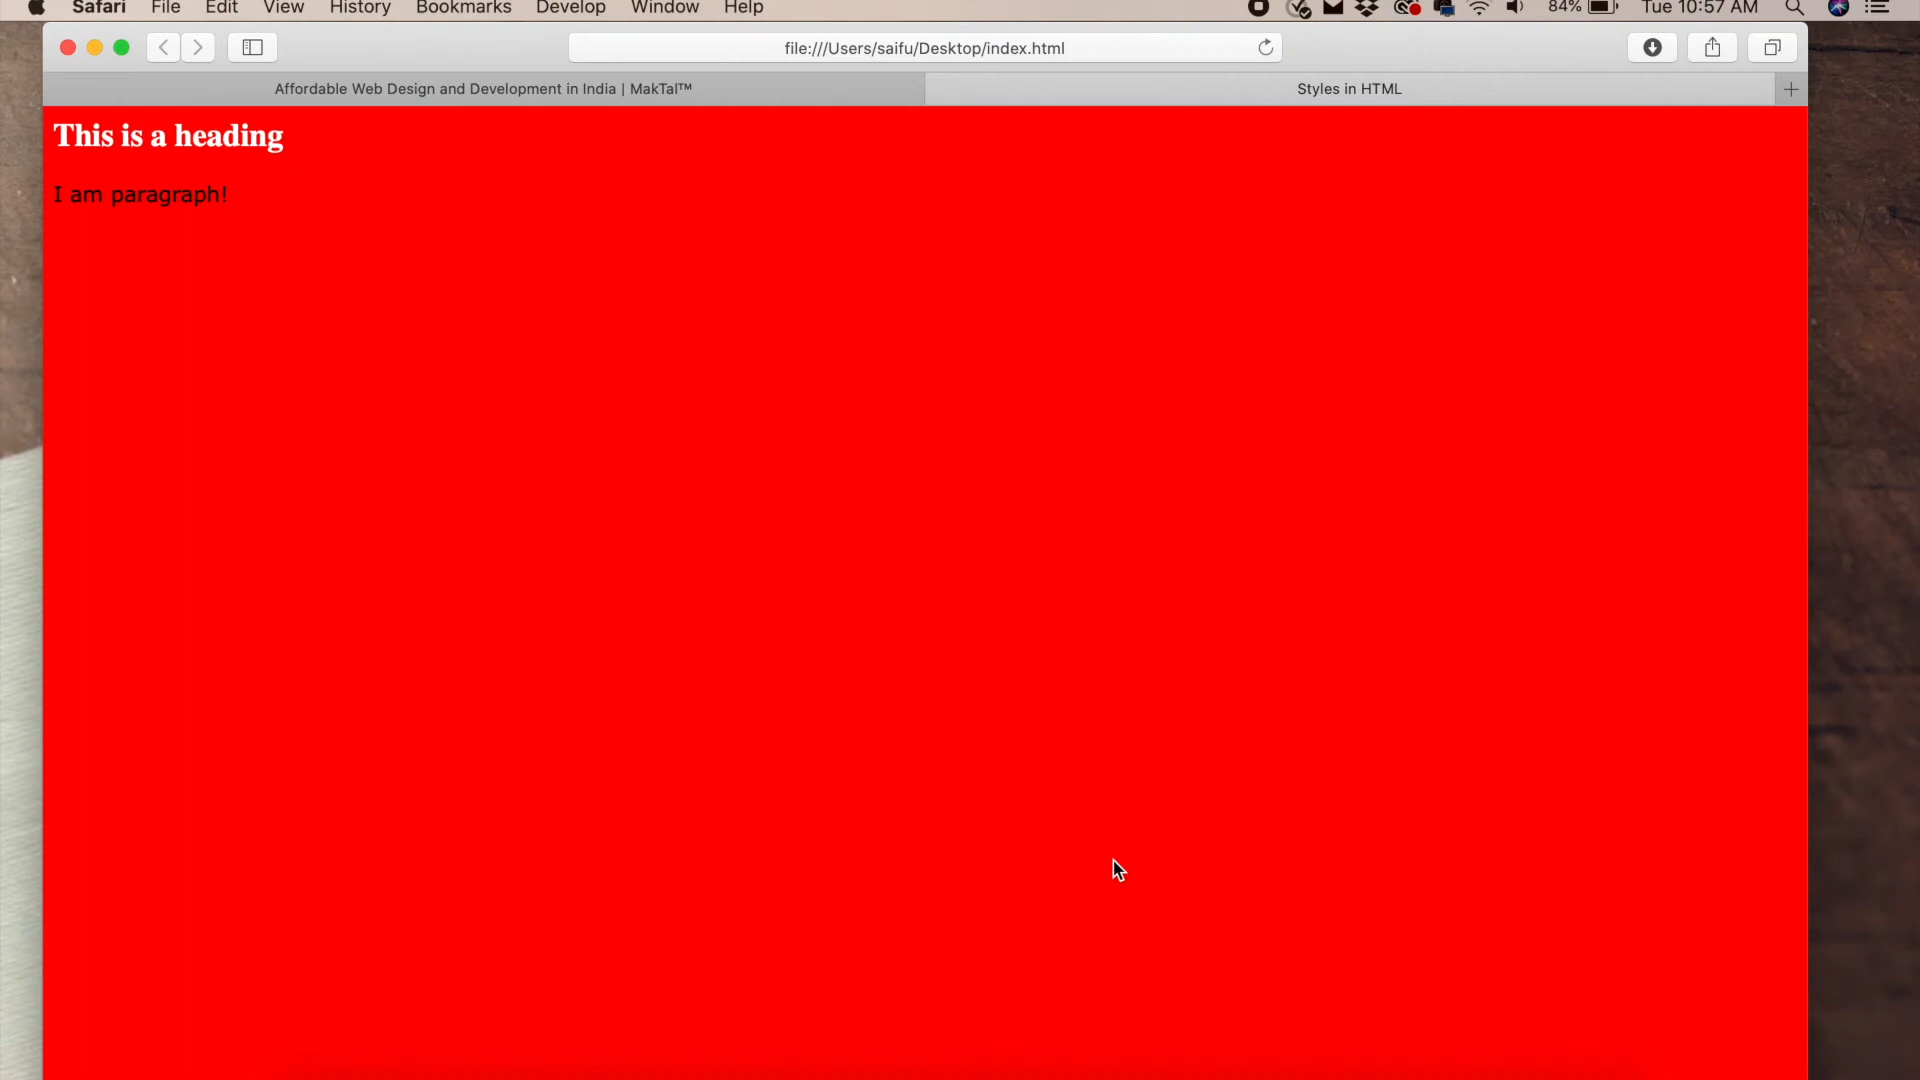 Safari File Edit View History Bookmarks Develop Window Help 84% Tue 10:57 AM
file:///Users/saifu/Desktop/index.html
Affordable Web Design and Development in India | MakTal™ Styles in HTML
This is a heading
I am paragraph!